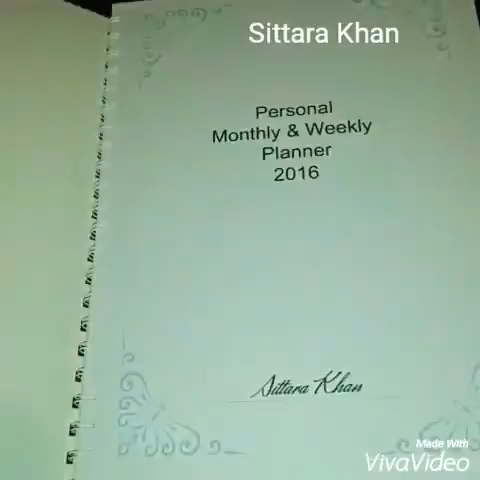 Sittara Khan
Personal
Monthly & Weekly
Planner
2016
Sittara Khan
Made With
VivaVideo